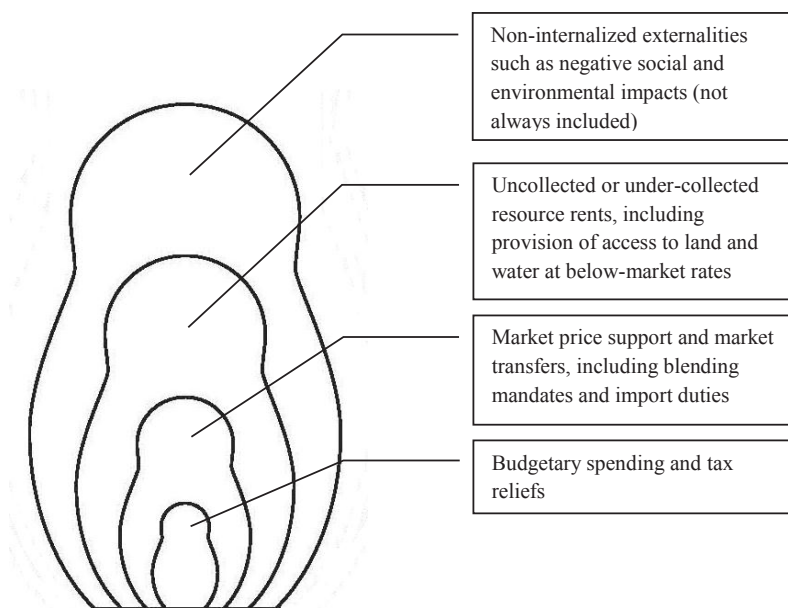 Non-internalized externalities
such as negative social and
environmental impacts (not
always included)
Uncollected or under-collected
resource rents, including
provision of access to land and
water at below-market rates
Market price support and market
transfers, including blending
mandates and import duties
Budgetary spending and tax
reliefs